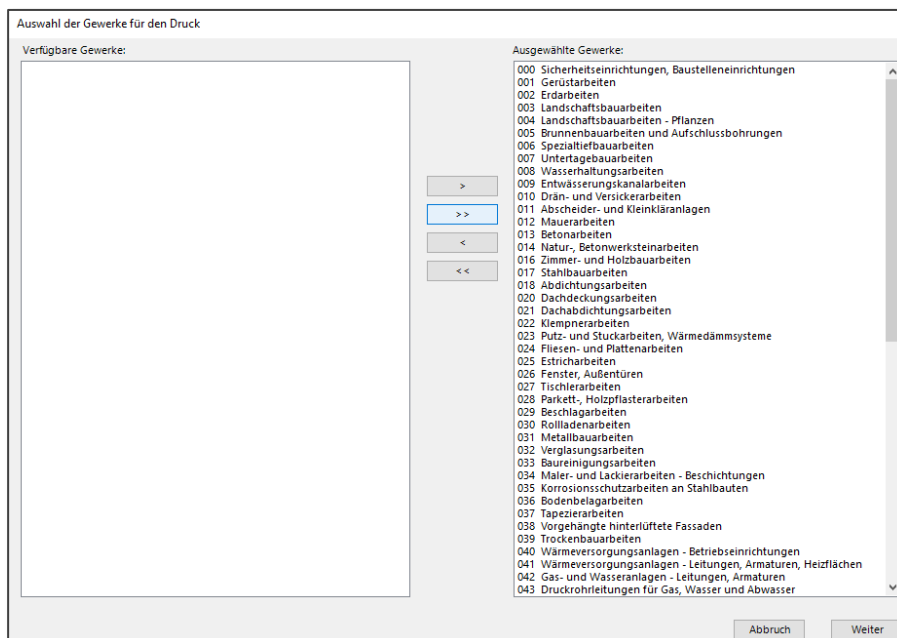 Auswahl der Gewerke für den Druck
Verfügbare Gewerke:
Ausgewählte Gewerke:
000 Sicherheitseinrichtungen, Baustelleneinrichtungen
001 Gerüstarbeiten
002 Erdarbeiten
003 Landschaftsbauarbeiten
004 Landschaftsbauarbeiten - Pflanzen
005 Brunnenbauarbeiten und Aufschlussbohrungen
006 Spezialtiefbauarbeiten
007 Untertagebauarbeiten
008 Wasserhaltungsarbeiten
009 Entwässerungskanalarbeiten
010 Drän- und Versickerarbeiten
011 Abscheider- und Kleinkläranlagen
012 Mauerarbeiten
013 Betonarbeiten
014 Natur-, Betonwerksteinarbeiten
016 Zimmer- und Holzbauarbeiten
017 Stahlbauarbeiten
018 Abdichtungsarbeiten
020 Dachdeckungsarbeiten
021 Dachabdichtungsarbeiten
022 Klempnerarbeiten
023 Putz- und Stuckarbeiten, Wärmedämmsysteme
024 Fliesen- und Plattenarbeiten
025 Estricharbeiten
026 Fenster, Außentüren
027 Tischlerarbeiten
028 Parkett-, Holzpflasterarbeiten
029 Beschlagarbeiten
030 Rollladenarbeiten
031 Metallbauarbeiten
032 Verglasungsarbeiten
033 Baureinigungsarbeiten
034 Maler- und Lackierarbeiten - Beschichtungen
035 Korrosionsschutzarbeiten an Stahlbauten
036 Bodenbelagarbeiten
037 Tapezierarbeiten
038 Vorgehängte hinterlüftete Fassaden
039 Trockenbauarbeiten
040 Wärmeversorgungsanlagen - Betriebseinrichtungen
041 Wärmeversorgungsanlagen - Leitungen, Armaturen, Heizflächen
042 Gas- und Wasseranlagen - Leitungen, Armaturen
043 Druckrohrleitungen für Gas, Wasser und Abwasser
>
>>
<
<<
Abbruch
Weiter